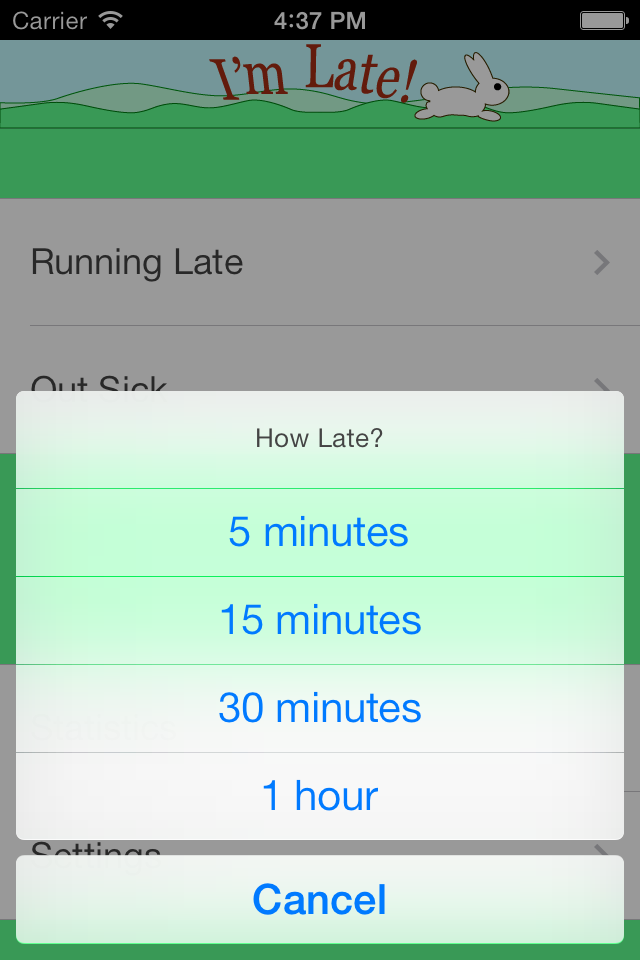 Carrier 4:37 PM
I'm Late!
Running Late
Out Sick
How Late?
5 minutes
15 minutes
30 minutes
1 hour
Settings
Cancel